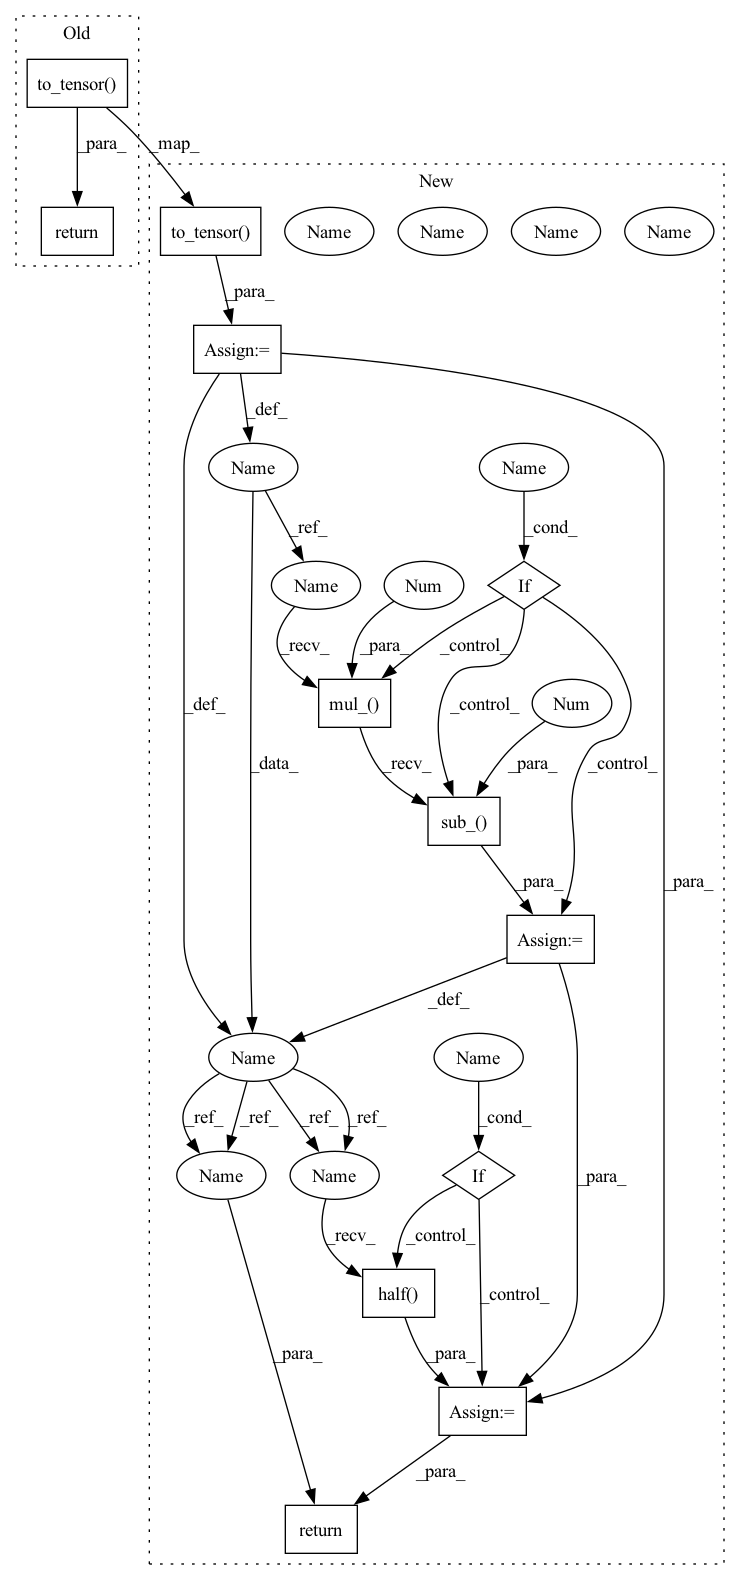 Old
to_tensor()
_para_
_map_
return
New
to_tensor()
Name
Name
Name
Name
_para_
Assign:=
_def_
Name
Name
_ref_
_cond_
Name
Num
If
_recv_
_para_
_control_
mul_()
Num
_def_
_data_
_control_
_recv_
_para_
_control_
sub_()
_para_
_para_
Assign:=
_def_
Name
Name
_ref_
_ref_
_ref_
_ref_
_cond_
Name
Name
If
_para_
_recv_
_control_
half()
_control_
_para_
_para_
Assign:=
_para_
return